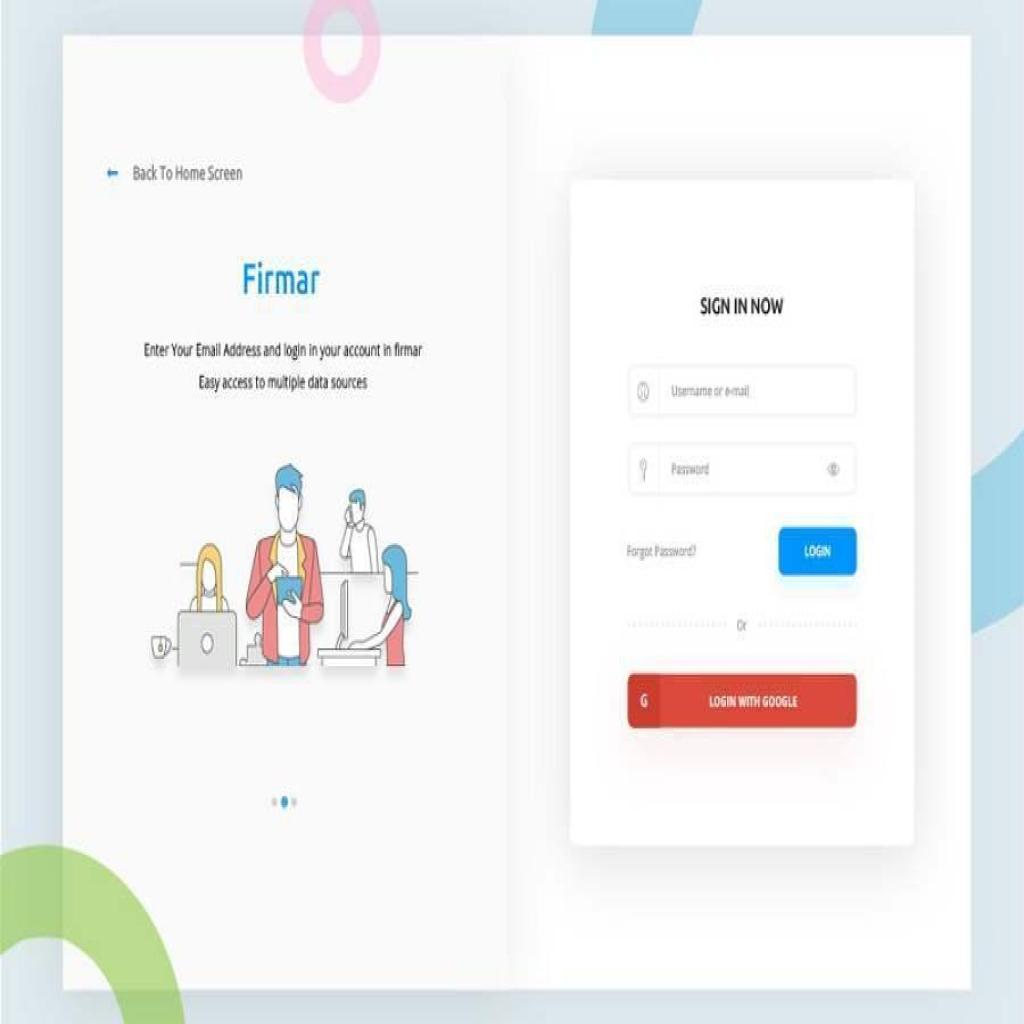 Back To Home Screen
Firmar
Enter Your Email Address and login in your account in firmar
Easy access to multiple data sources
SIGN IN NOW
Username or e-mail
Password
Forgot Password?
LOGIN
Or
G
LOGIN WITH GOOGLE